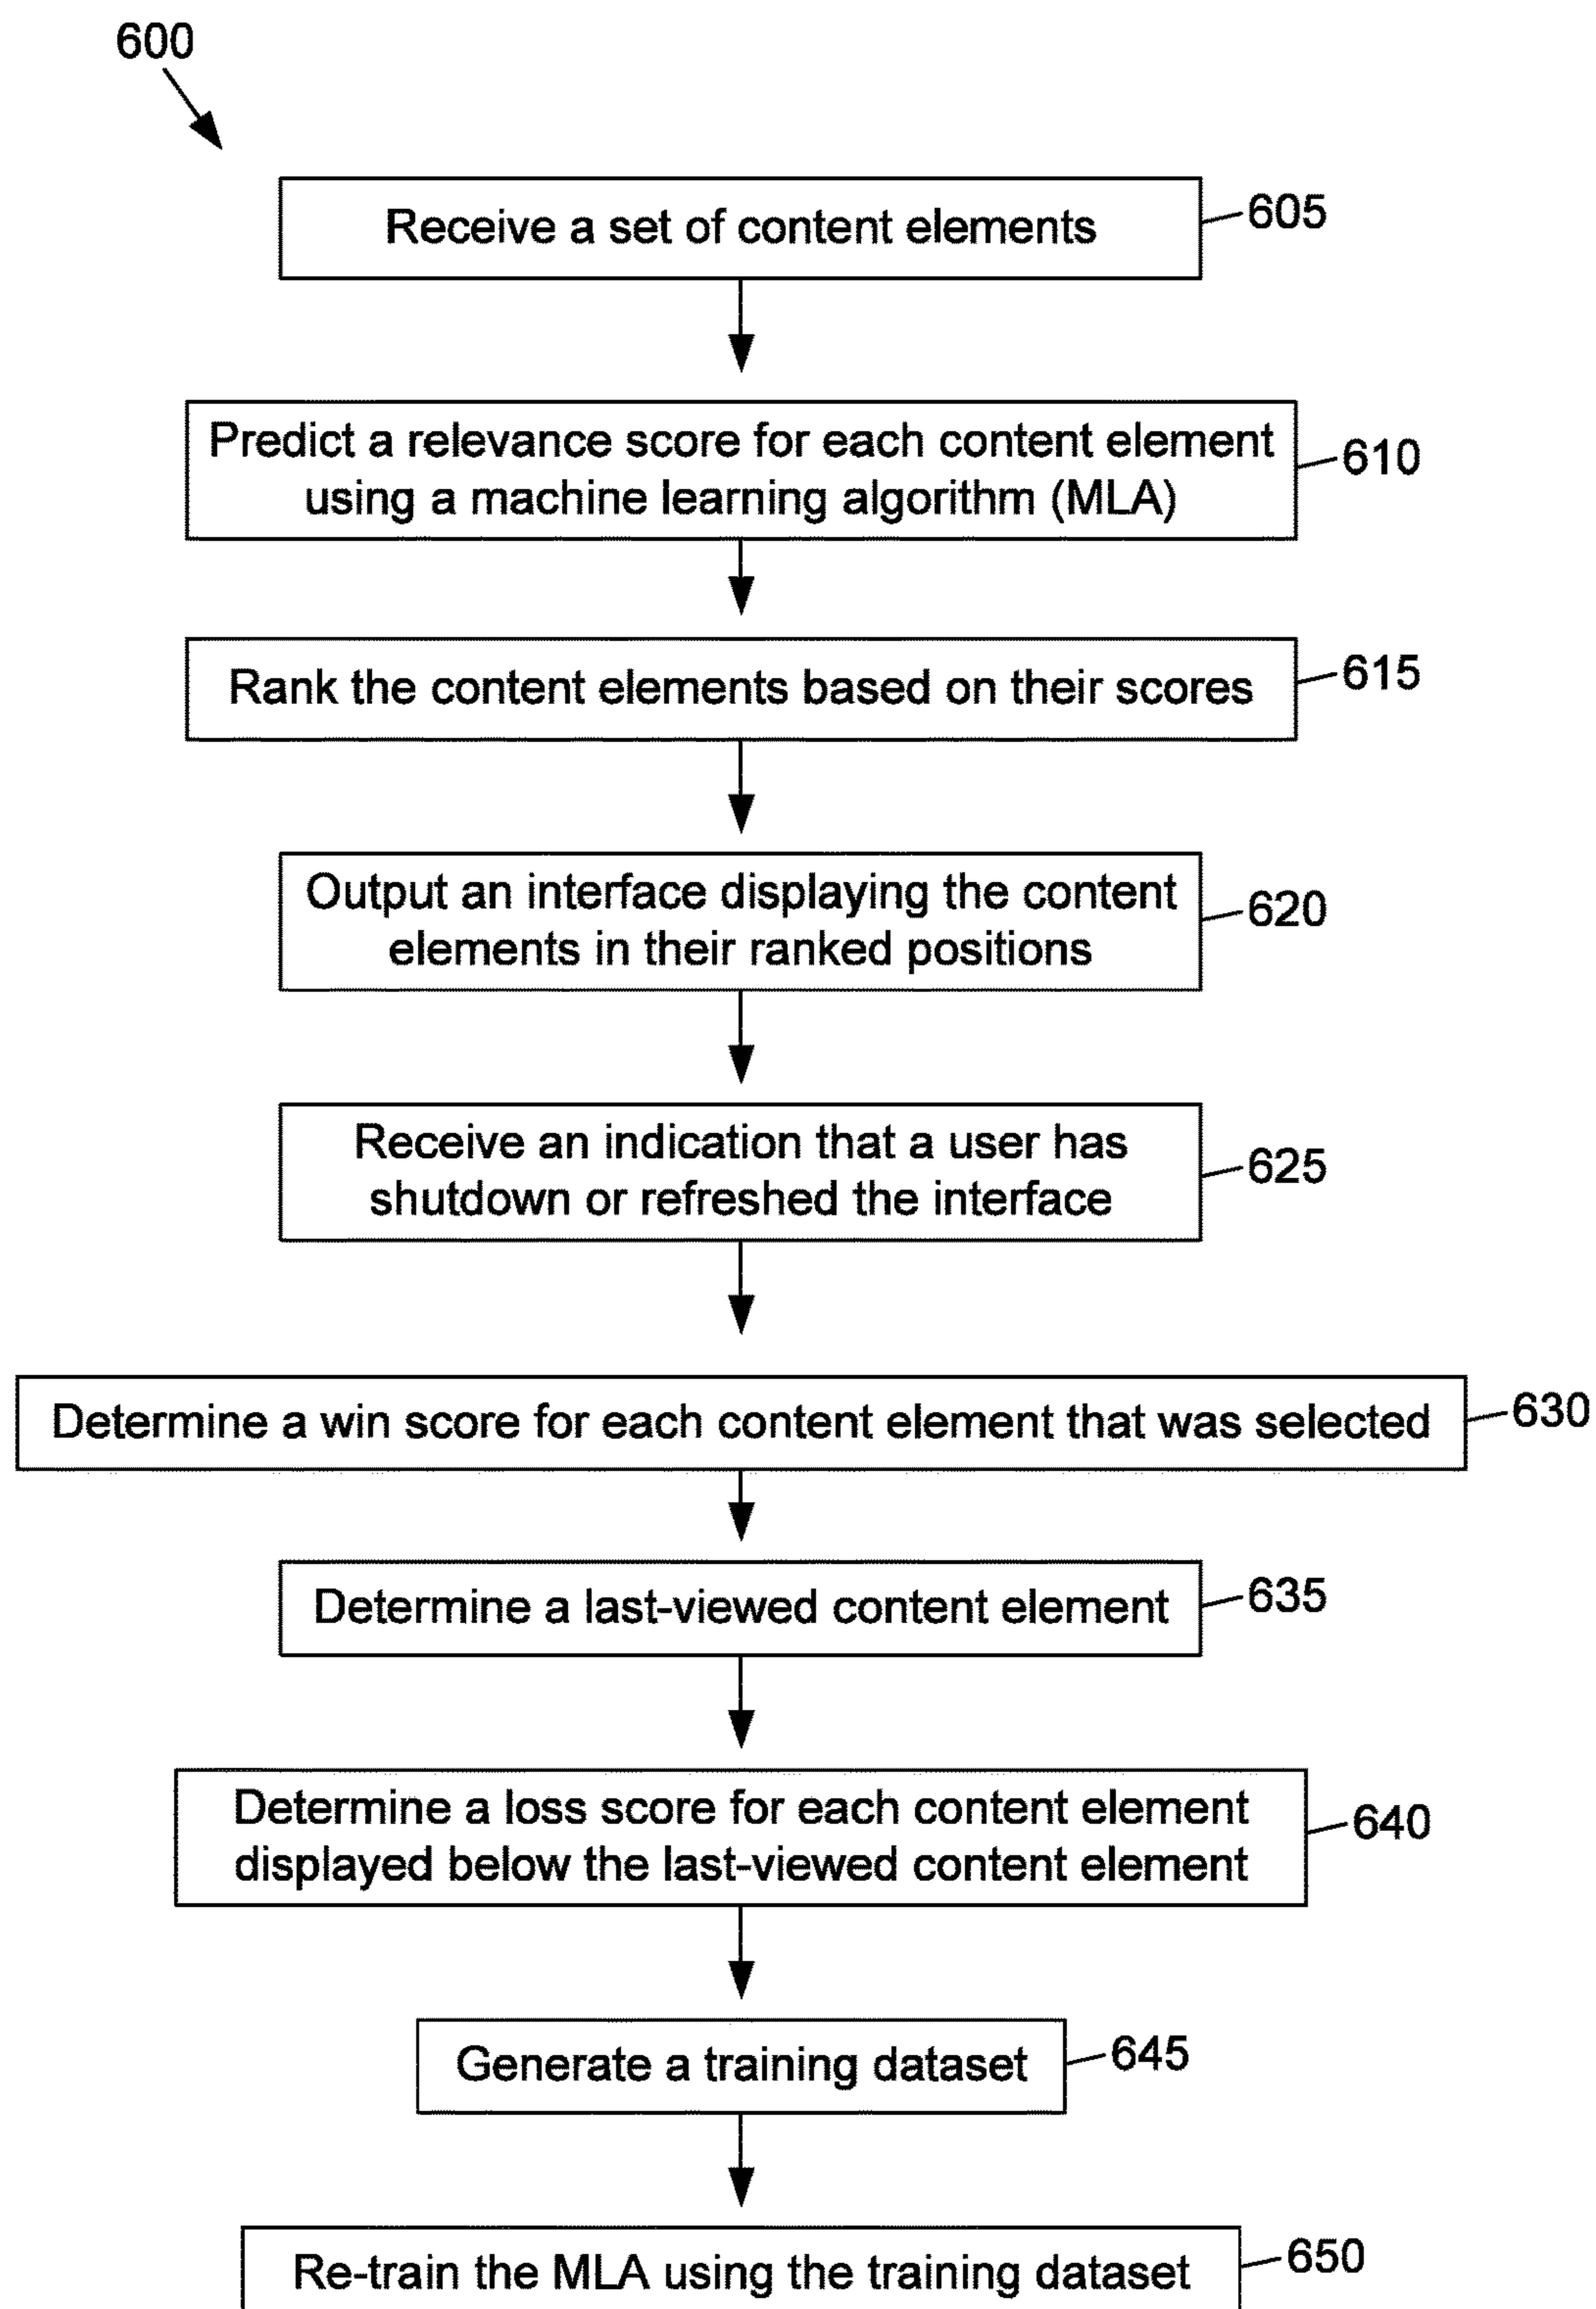 600
Receive a set of content elements
605
Predict a relevance score for each content element
using a machine learning algorithm (MLA)
610
Rank the content elements based on their scores
615
Output an interface displaying the content
elements in their ranked positions
620
Receive an indication that a user has
shutdown or refreshed the interface
625
Determine a win score for each content element that was selected
630
Determine a last-viewed content element
635
Determine a loss score for each content element
displayed below the last-viewed content element
640
Generate a training dataset
645
Re-train the MLA using the training dataset
650